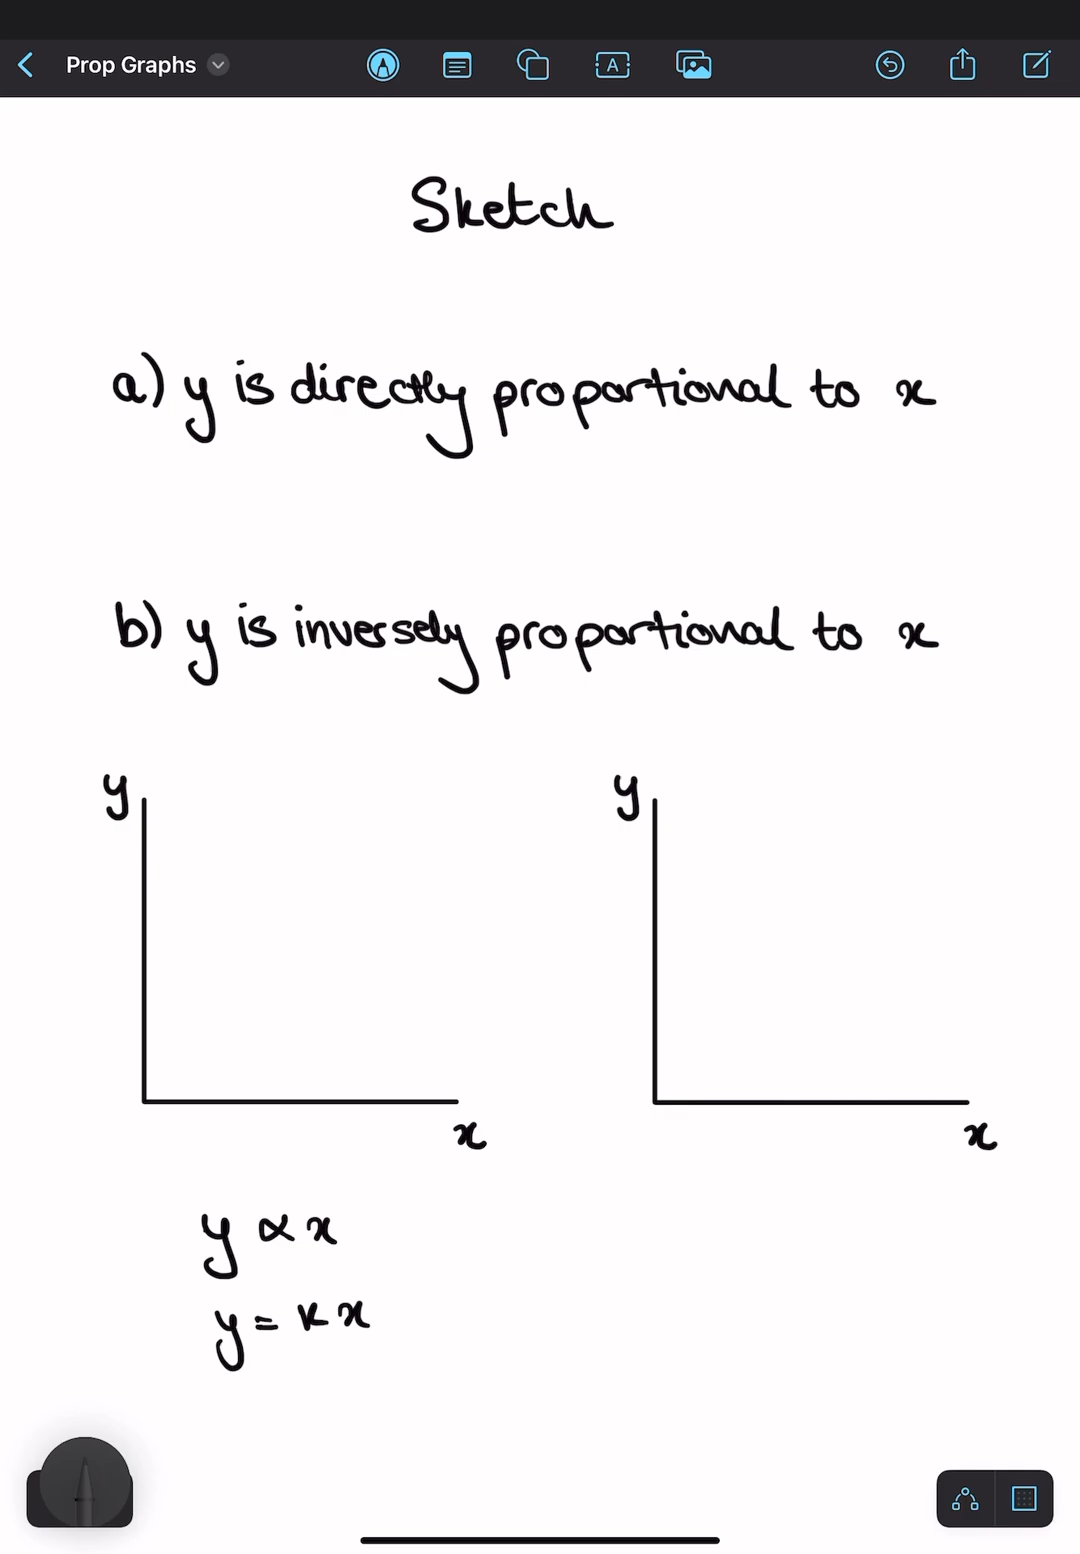 Prop Graphs
Sketch
a) y is directly proportional to x
b) y is inversely proportional to x
y y
x x
y ∝ x
y = kx